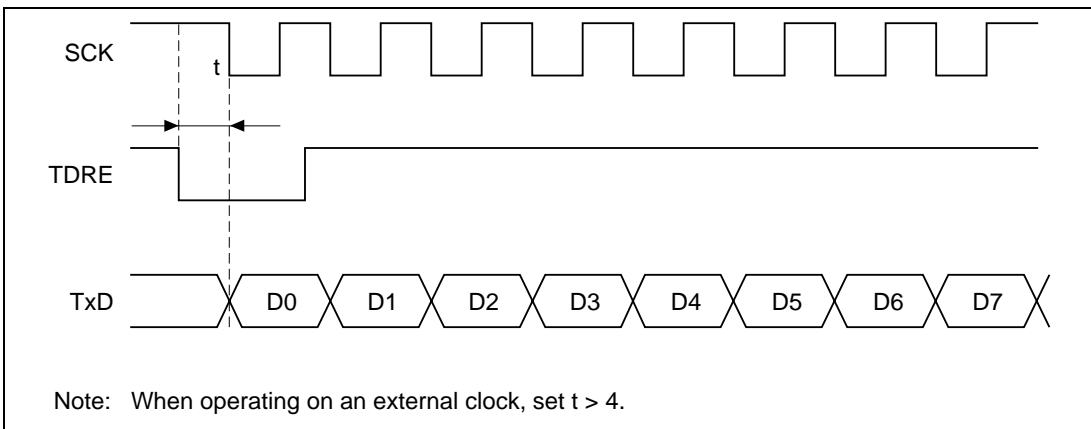 SCK
t
TDRE
TxD D0 D1 D2 D3 D4 D5 D6 D7
Note: When operating on an external clock, set t > 4.